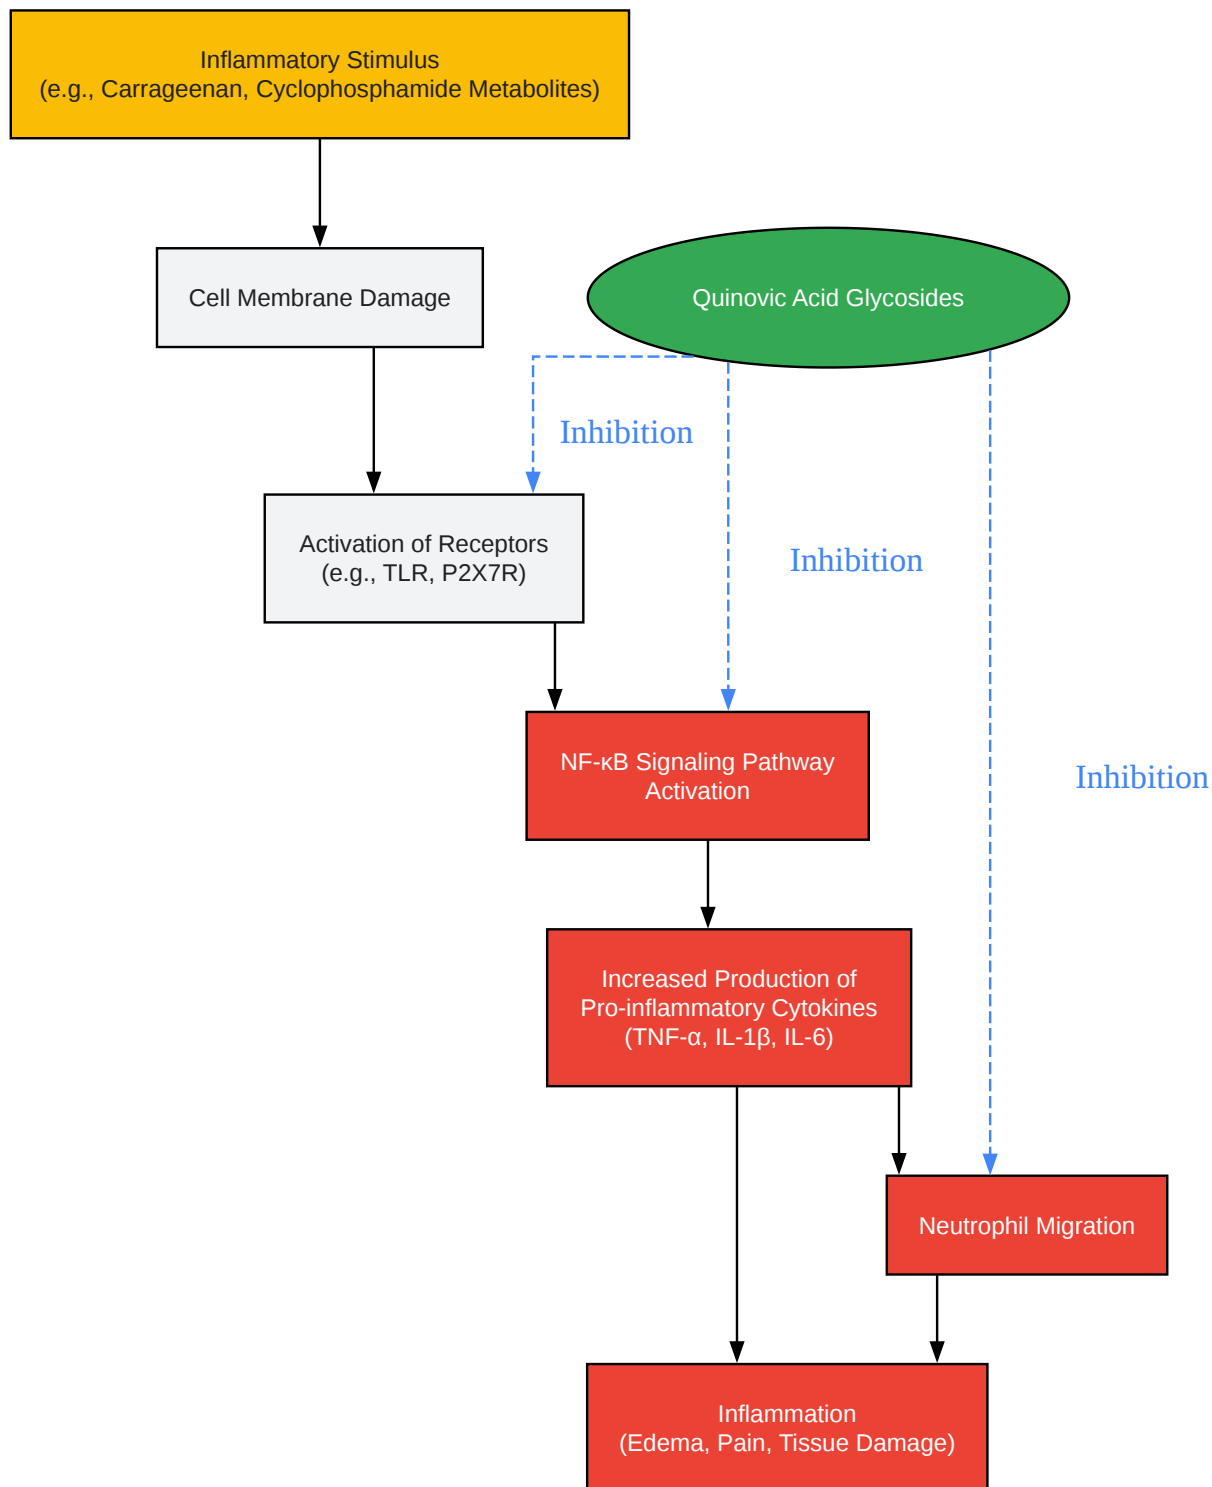 Inflammatory Stimulus
(e.g., Carrageenan, Cyclophosphamide Metabolites)
Cell Membrane Damage
Quinovic Acid Glycosides
Inhibition
Activation of Receptors
(e.g., TLR, P2X7R)
Inhibition
NF-κB Signaling Pathway
Activation
Inhibition
Increased Production of
Pro-inflammatory Cytokines
(TNF-α, IL-1β, IL-6)
Neutrophil Migration
Inflammation
(Edema, Pain, Tissue Damage)